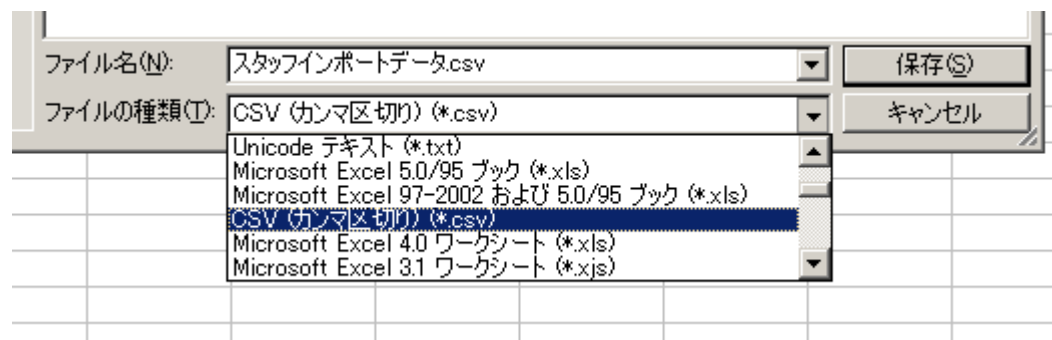 ファイル名(N): スタッフインポートデータ.csv 保存(S)
ファイルの種類(T): CSV (カンマ区切り) (*.csv) キャンセル
Unicode テキスト (*.txt)
Microsoft Excel 5.0/95 ブック (*.xls)
Microsoft Excel 97-2002 および 5.0/95 ブック (*.xls)
CSV (カンマ区切り) (*.csv)
Microsoft Excel 4.0 ワークシート (*.xls)
Microsoft Excel 3.1 ワークシート (*.xjs)